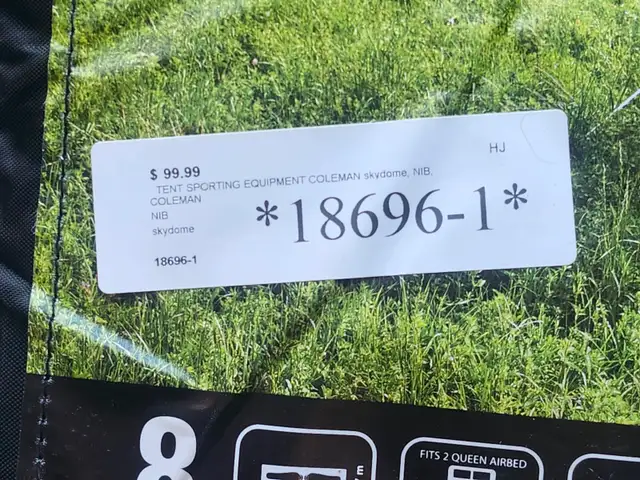 $ 99.99
HJ
TENT SPORTING EQUIPMENT COLEMAN skydome, NIB,
COLEMAN
NIB
skydome
*18696-1*
18696-1
8
FITS 2 QUEEN AIRBED